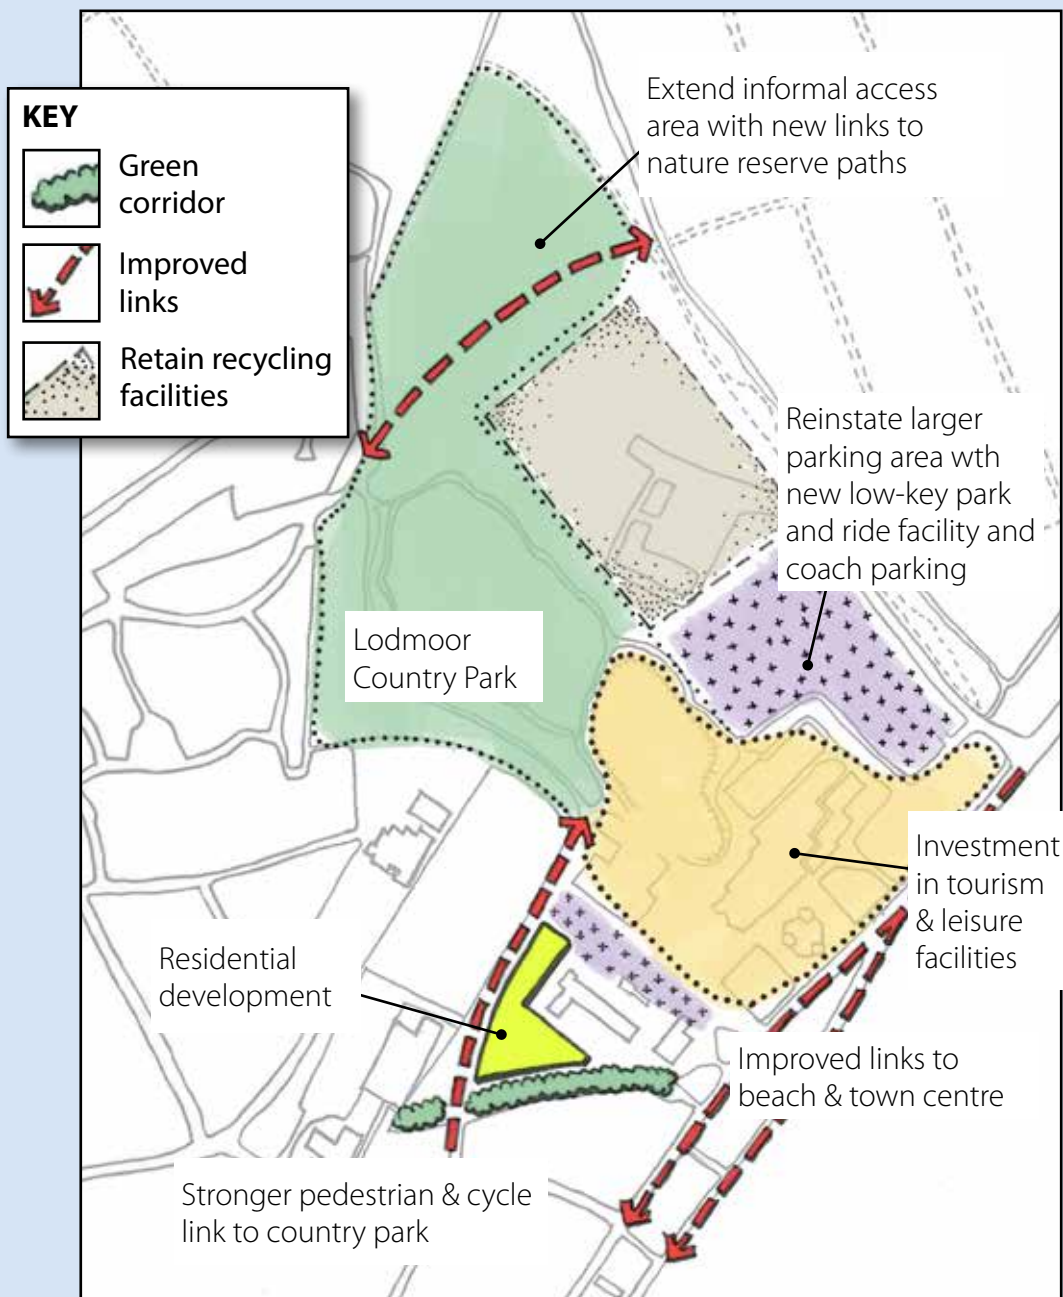 KEY
Green
corridor
Improved
links
Retain recycling
facilities
Extend informal access
area with new links to
nature reserve paths
Reinstate larger
parking area wth
new low-key park
and ride facility and
coach parking
Lodmoor
Country Park
Investment
in tourism
& leisure
facilities
Residential
development
Improved links to
beach & town centre
Stronger pedestrian & cycle
link to country park